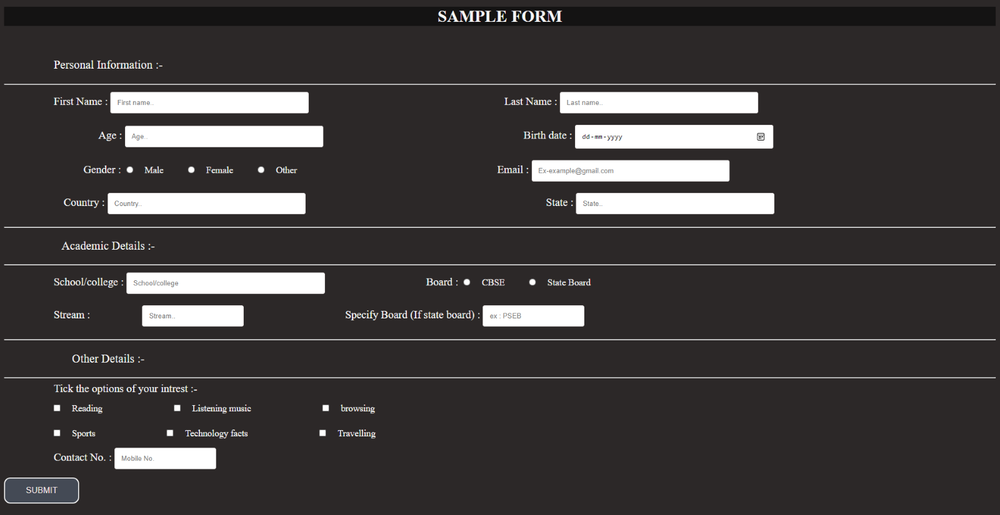 SAMPLE FORM
Personal Information :-
First Name : First name.. Last Name : Last name..
Age : Age.. Birth date : dd-mm-yyyy
Gender : Male Female Other Email : Ex-example@gmail.com
Country : Country.. State : State..
Academic Details :-
School/college : School/college Board : CBSE State Board
Stream : Stream.. Specify Board (If state board) : ex : PSEB
Other Details :-
Tick the options of your intrest :-
Reading Listening music browsing
Sports Technology facts Travelling
Contact No. : Mobile No.
SUBMIT